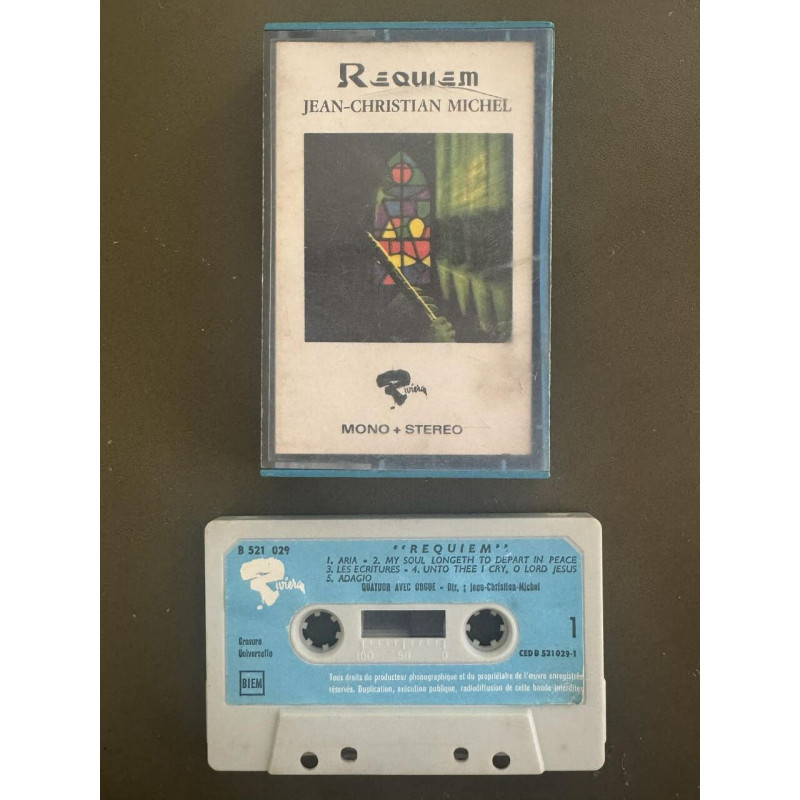 REQUIEM
JEAN-CHRISTIAN MICHEL
Riviera
MONO + STEREO
B 521 029
"REQUIEM"
1. ARIA • 2. MY SOUL LONGETH TO DEPART IN PEACE
3. LES ECRITURES • 4. UNTO THEE I CRY, O LORD JESUS
5. ADAGIO
QUATUOR AVEC ORGUE - Dir. : Jean-Christian-Michel
Riviera
1
Gravure
Universelle
CED B 521029-1
100 50 0
BIEM
Tous droits du producteur phonographique et du propriétaire de l'œuvre enregistrée
réservés. Duplication, exécution publique, radiodiffusion de cette bande interdites